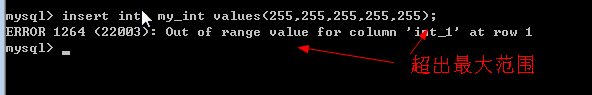 mysql> insert into my_int values(255,255,255,255,255);
ERROR 1264 (22003): Out of range value for column 'int_1' at row 1
mysql> _
超出最大范围